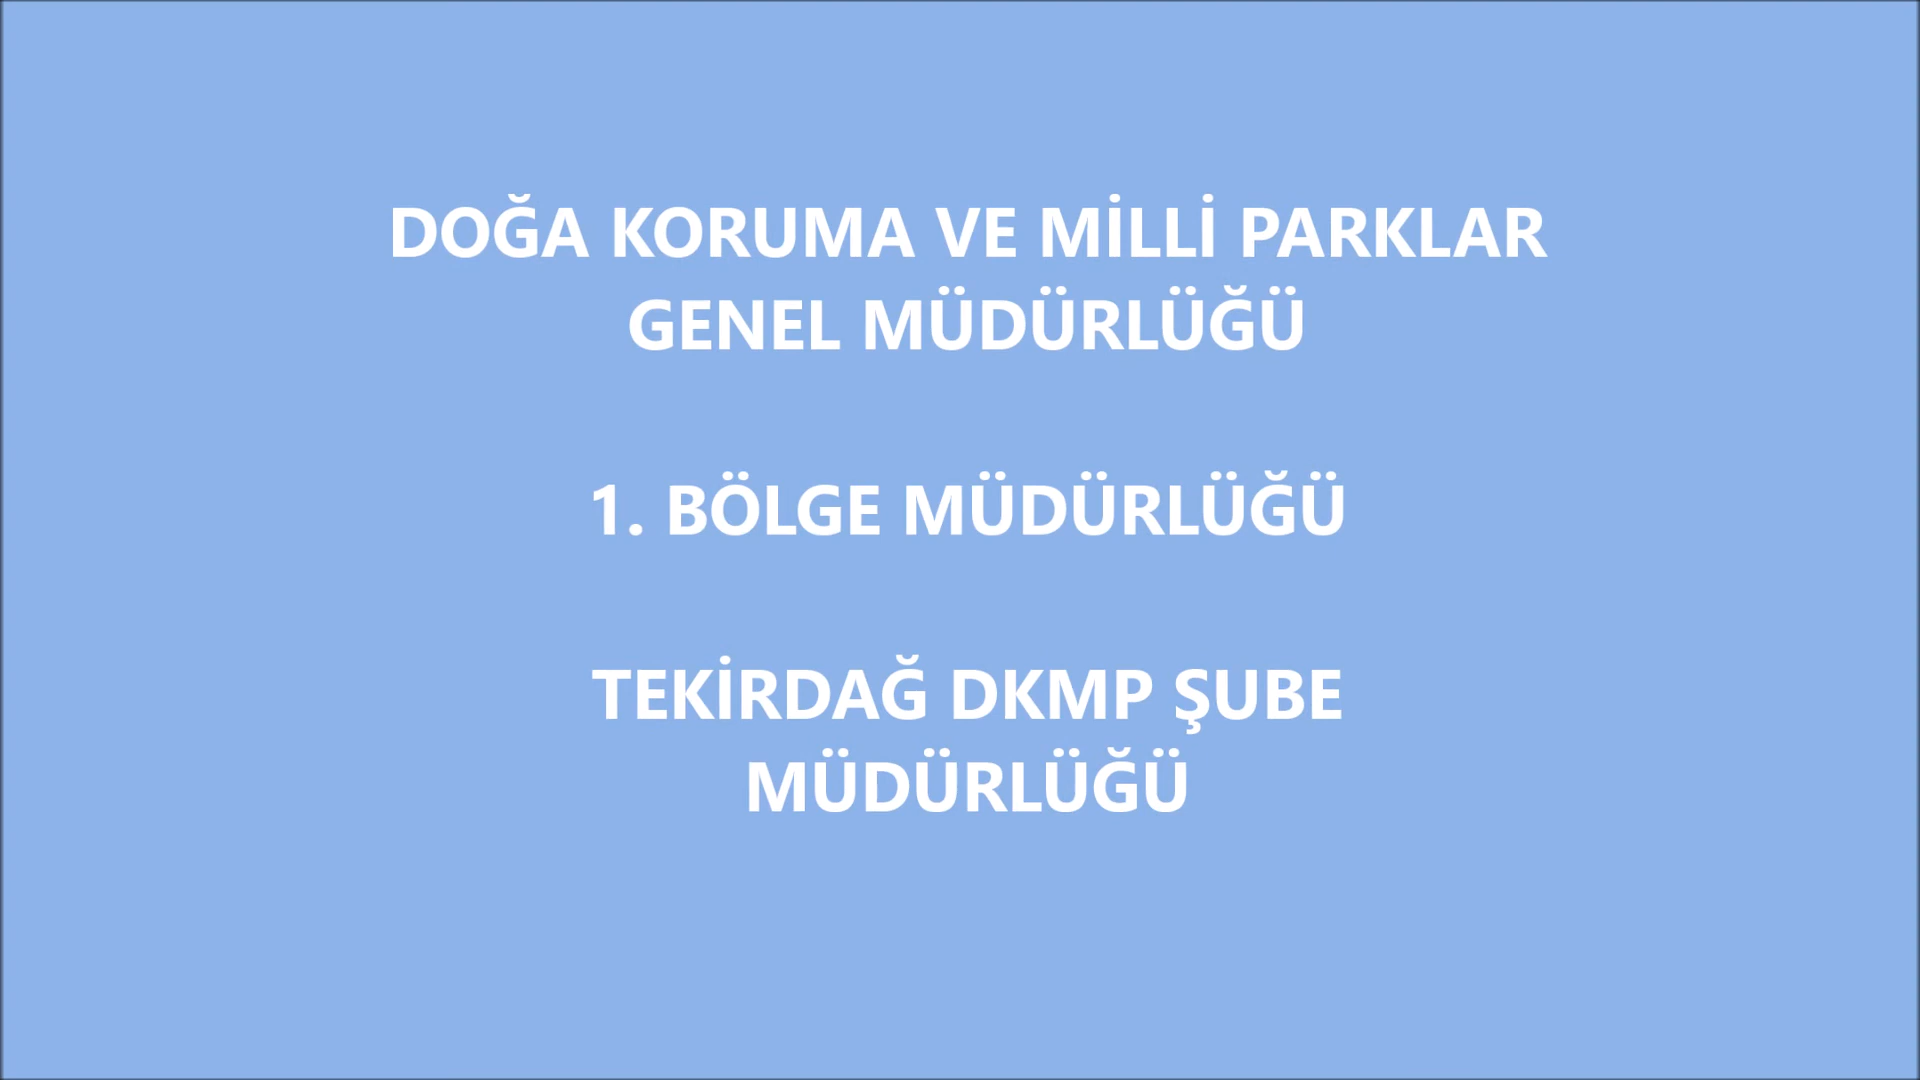 DOĞA KORUMA VE MİLLİ PARKLAR
GENEL MÜDÜRLÜĞÜ
1. BÖLGE MÜDÜRLÜĞÜ
TEKİRDAĞ DKMP ŞUBE
MÜDÜRLÜĞÜ